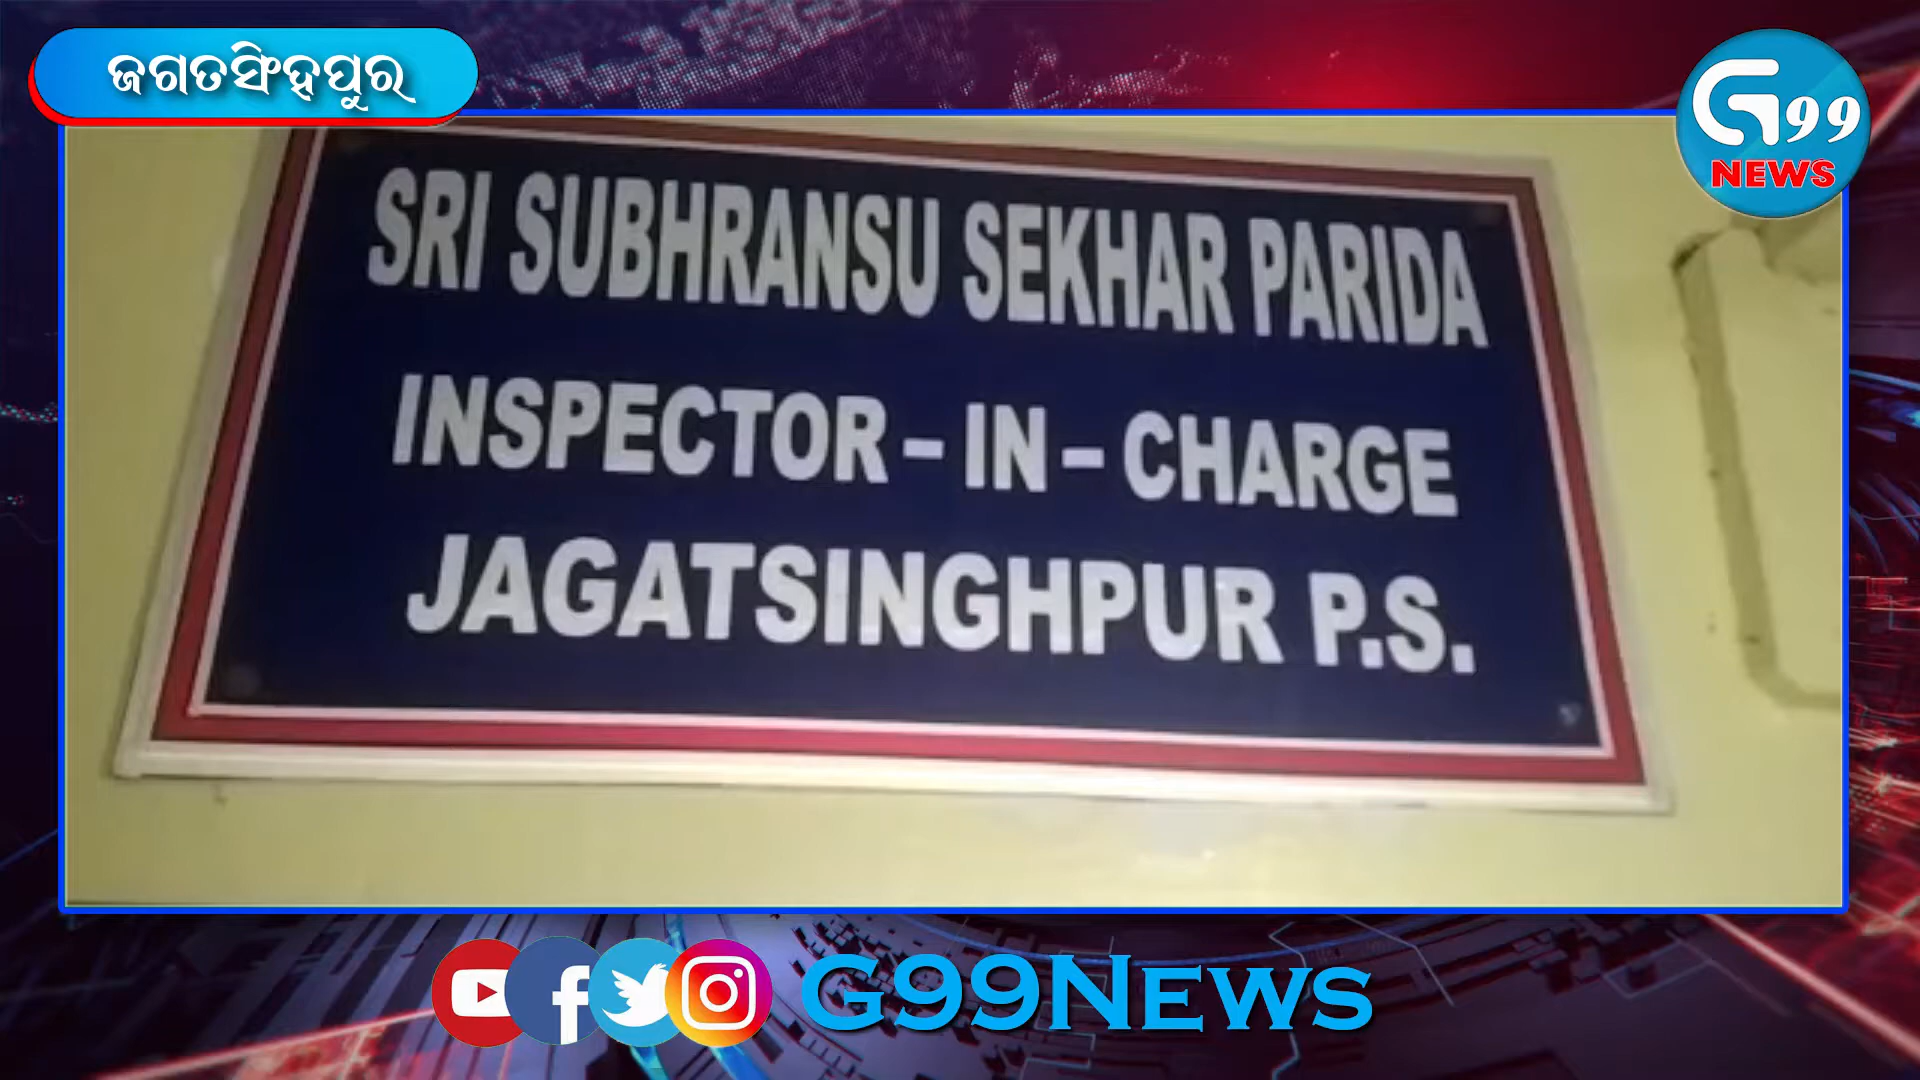 ଜଗତସିଂହପୁର
G99
NEWS
SRI SUBHRANSU SEKHAR PARIDA
INSPECTOR - IN - CHARGE
JAGATSINGHPUR P.S.
G99NEWS